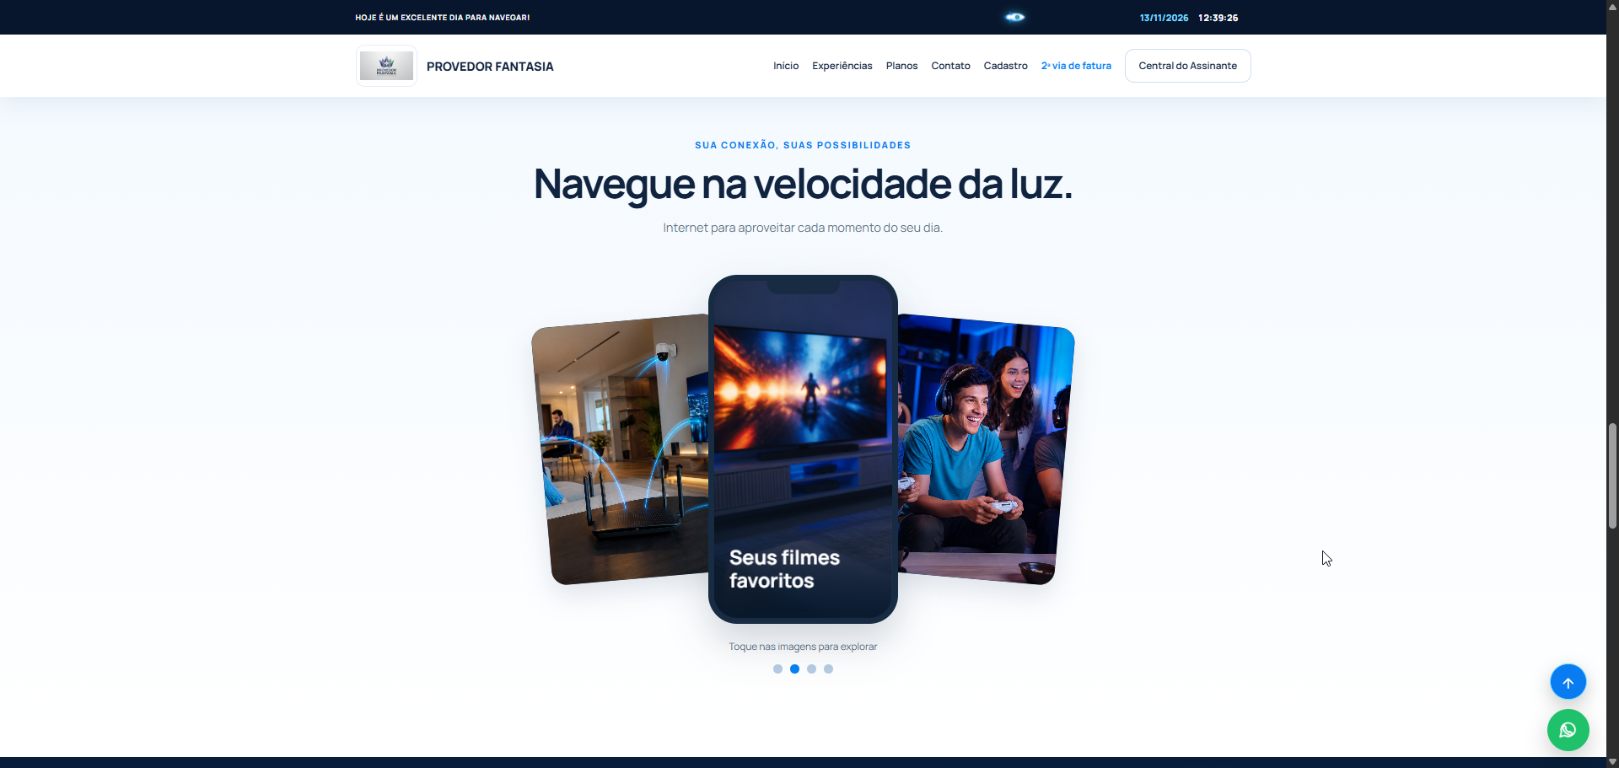 HOJE É UM EXCELENTE DIA PARA NAVEGAR!
13/11/2026 12:39:26
PROVEDOR FANTASIA
Início Experiências Planos Contato Cadastro 2ª via de fatura Central do Assinante
SUA CONEXÃO, SUAS POSSIBILIDADES
Navegue na velocidade da luz.
Internet para aproveitar cada momento do seu dia.
Seus filmes
favoritos
Toque nas imagens para explorar